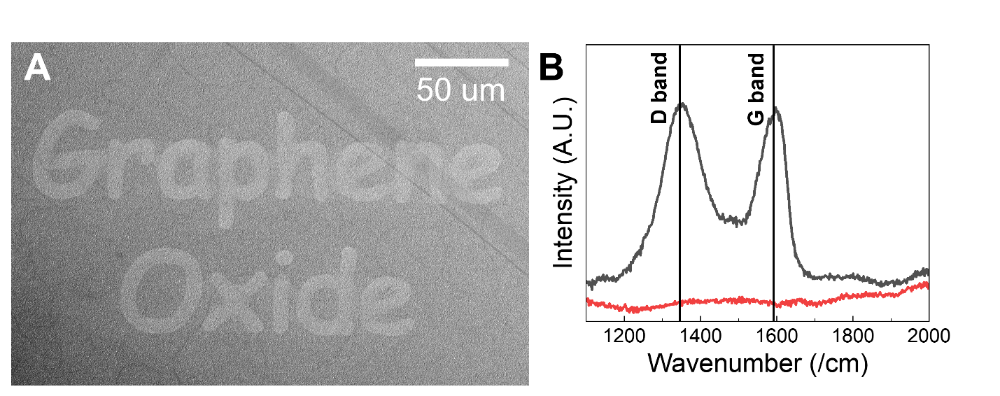 A
50 um
Graphene
Oxide
B
D band
G band
Intensity (A.U.)
1200 1400 1600 1800 2000
Wavenumber (/cm)